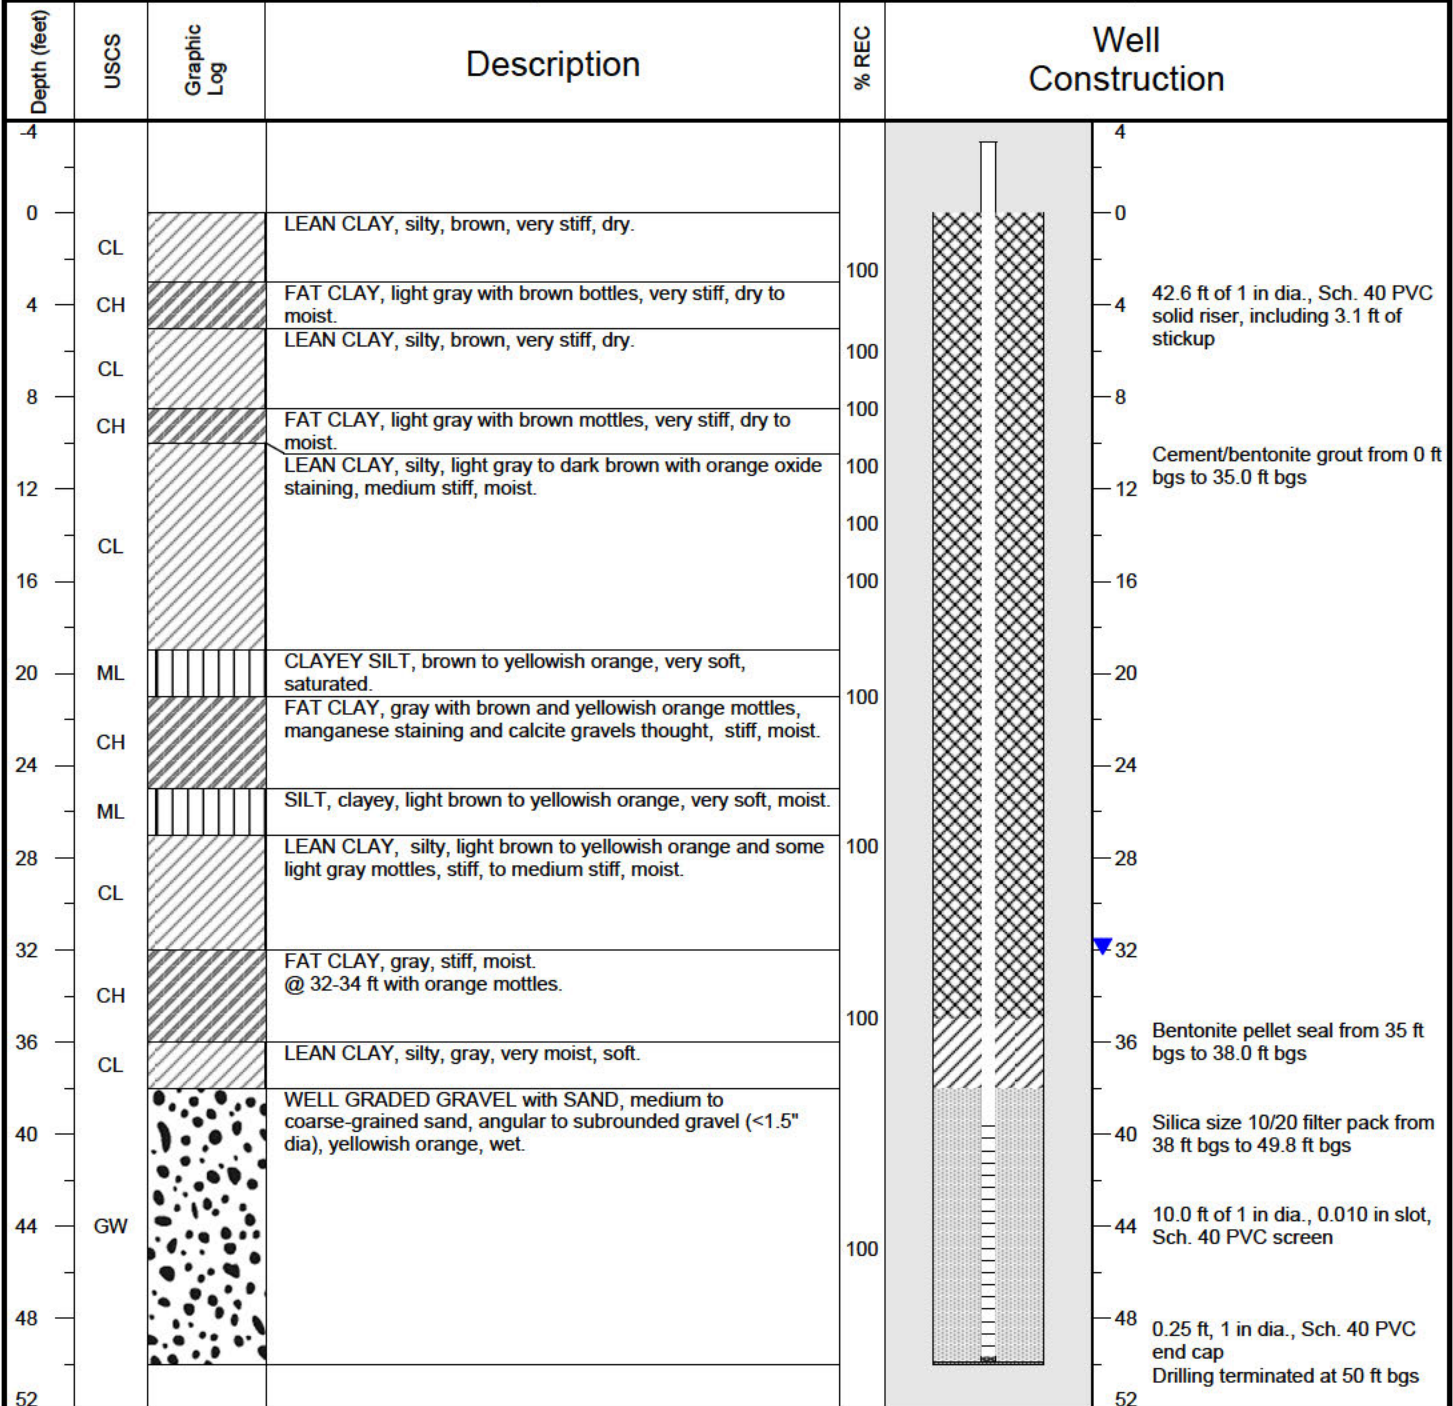 Depth (feet)
USCS
Graphic
Log
Description
% REC
Well
Construction
-4
0
4
8
12
16
20
24
28
32
36
40
44
48
52
CL
CH
CL
CH
CL
ML
CH
ML
CL
CH
CL
GW
LEAN CLAY, silty, brown, very stiff, dry.
FAT CLAY, light gray with brown bottles, very stiff, dry to
moist.
LEAN CLAY, silty, brown, very stiff, dry.
FAT CLAY, light gray with brown mottles, very stiff, dry to
moist.
LEAN CLAY, silty, light gray to dark brown with orange oxide
staining, medium stiff, moist.
CLAYEY SILT, brown to yellowish orange, very soft,
saturated.
FAT CLAY, gray with brown and yellowish orange mottles,
manganese staining and calcite gravels thought, stiff, moist.
SILT, clayey, light brown to yellowish orange, very soft, moist.
LEAN CLAY, silty, light brown to yellowish orange and some
light gray mottles, stiff, to medium stiff, moist.
FAT CLAY, gray, stiff, moist.
@ 32-34 ft with orange mottles.
LEAN CLAY, silty, gray, very moist, soft.
WELL GRADED GRAVEL with SAND, medium to
coarse-grained sand, angular to subrounded gravel (<1.5"
dia), yellowish orange, wet.
100
100
100
100
100
100
100
100
100
100
4
0
4
8
12
16
20
24
28
32
36
40
44
48
52
42.6 ft of 1 in dia., Sch. 40 PVC
solid riser, including 3.1 ft of
stickup
Cement/bentonite grout from 0 ft
bgs to 35.0 ft bgs
Bentonite pellet seal from 35 ft
bgs to 38.0 ft bgs
Silica size 10/20 filter pack from
38 ft bgs to 49.8 ft bgs
10.0 ft of 1 in dia., 0.010 in slot,
Sch. 40 PVC screen
0.25 ft, 1 in dia., Sch. 40 PVC
end cap
Drilling terminated at 50 ft bgs